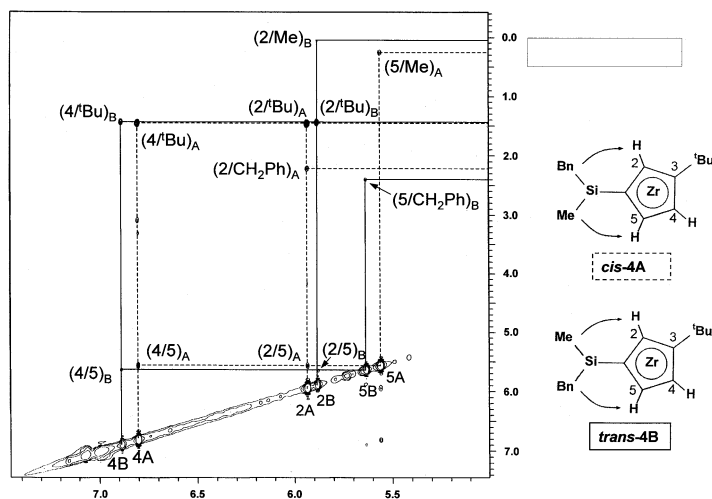 0.0
1.0
2.0
3.0
4.0
5.0
6.0
7.0
7.0 6.5 6.0 5.5
(2/Me)B
(5/Me)A
(4/ᵗBu)B
(4/ᵗBu)A
(2/ᵗBu)A
(2/ᵗBu)B
(2/CH₂Ph)A
(5/CH₂Ph)B
(4/5)A
(4/5)B
(2/5)A
(2/5)B
4B 4A 2A 2B 5B 5A
H
Bn 2 3 ᵗBu
Si Zr
Me 5 4 H
H
cis-4A
H
Me 2 3 ᵗBu
Si Zr
Bn 5 4 H
H
trans-4B